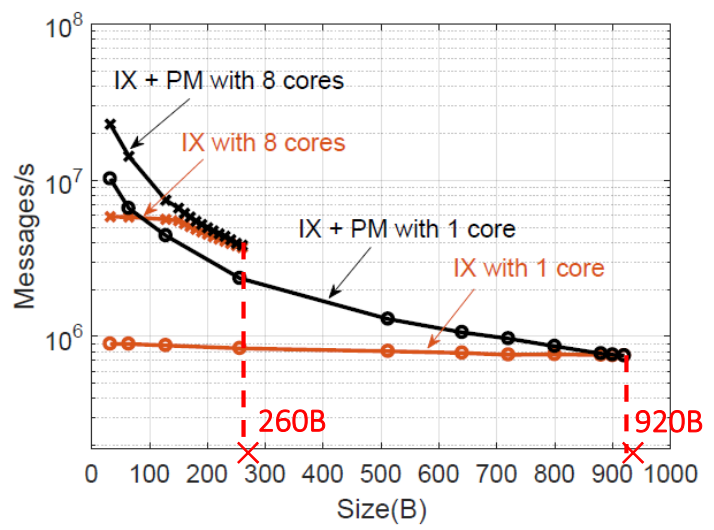 10^8
IX + PM with 8 cores
IX with 8 cores
10^7
IX + PM with 1 core
IX with 1 core
10^6
Messages/s
260B
920B
0 100 200 300 400 500 600 700 800 900 1000
Size(B)